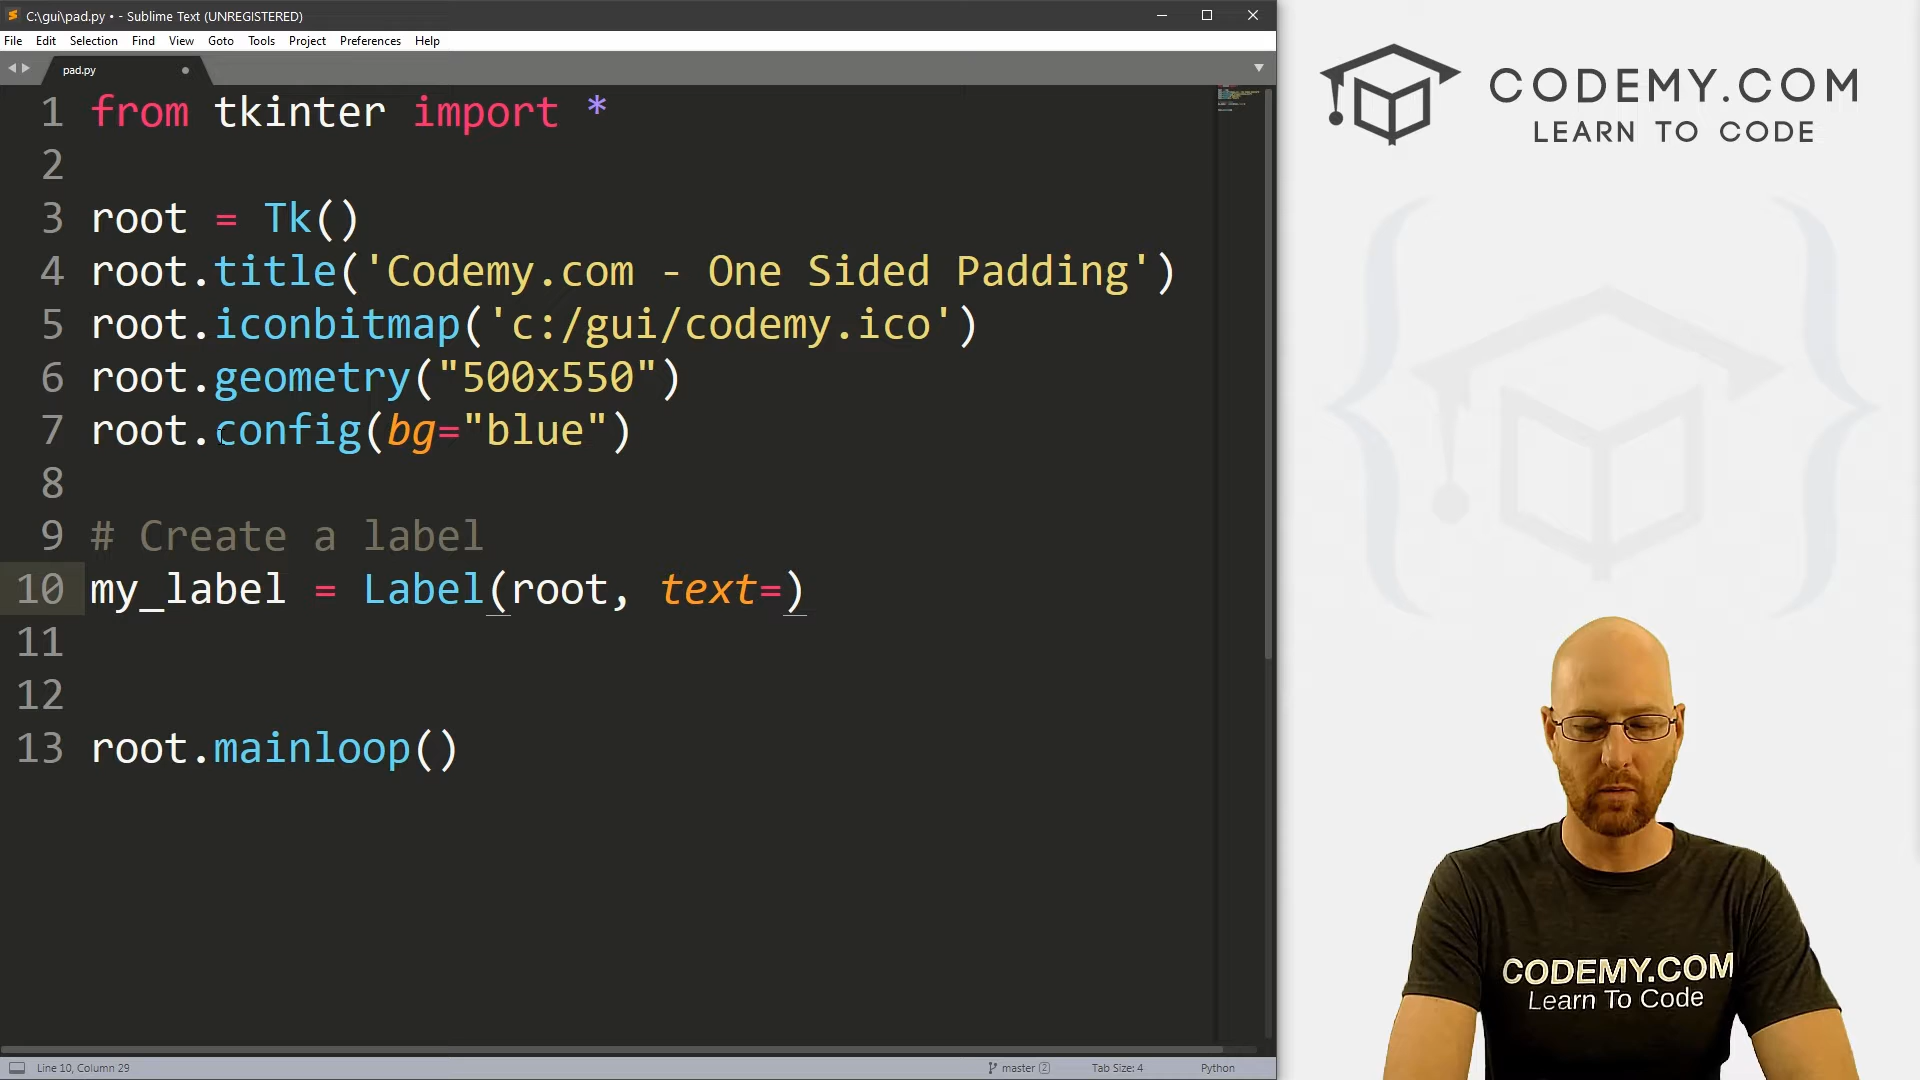 C:\gui\pad.py • - Sublime Text (UNREGISTERED)
File Edit Selection Find View Goto Tools Project Preferences Help
pad.py
1 from tkinter import *
2
3 root = Tk()
4 root.title('Codemy.com - One Sided Padding')
5 root.iconbitmap('c:/gui/codemy.ico')
6 root.geometry("500x550")
7 root.config(bg="blue")
8
9 # Create a label
10 my_label = Label(root, text=)
11
12
13 root.mainloop()
Line 10, Column 29
master 2
Tab Size: 4
Python
CODEMY.COM
LEARN TO CODE
CODEMY.COM
Learn To Code